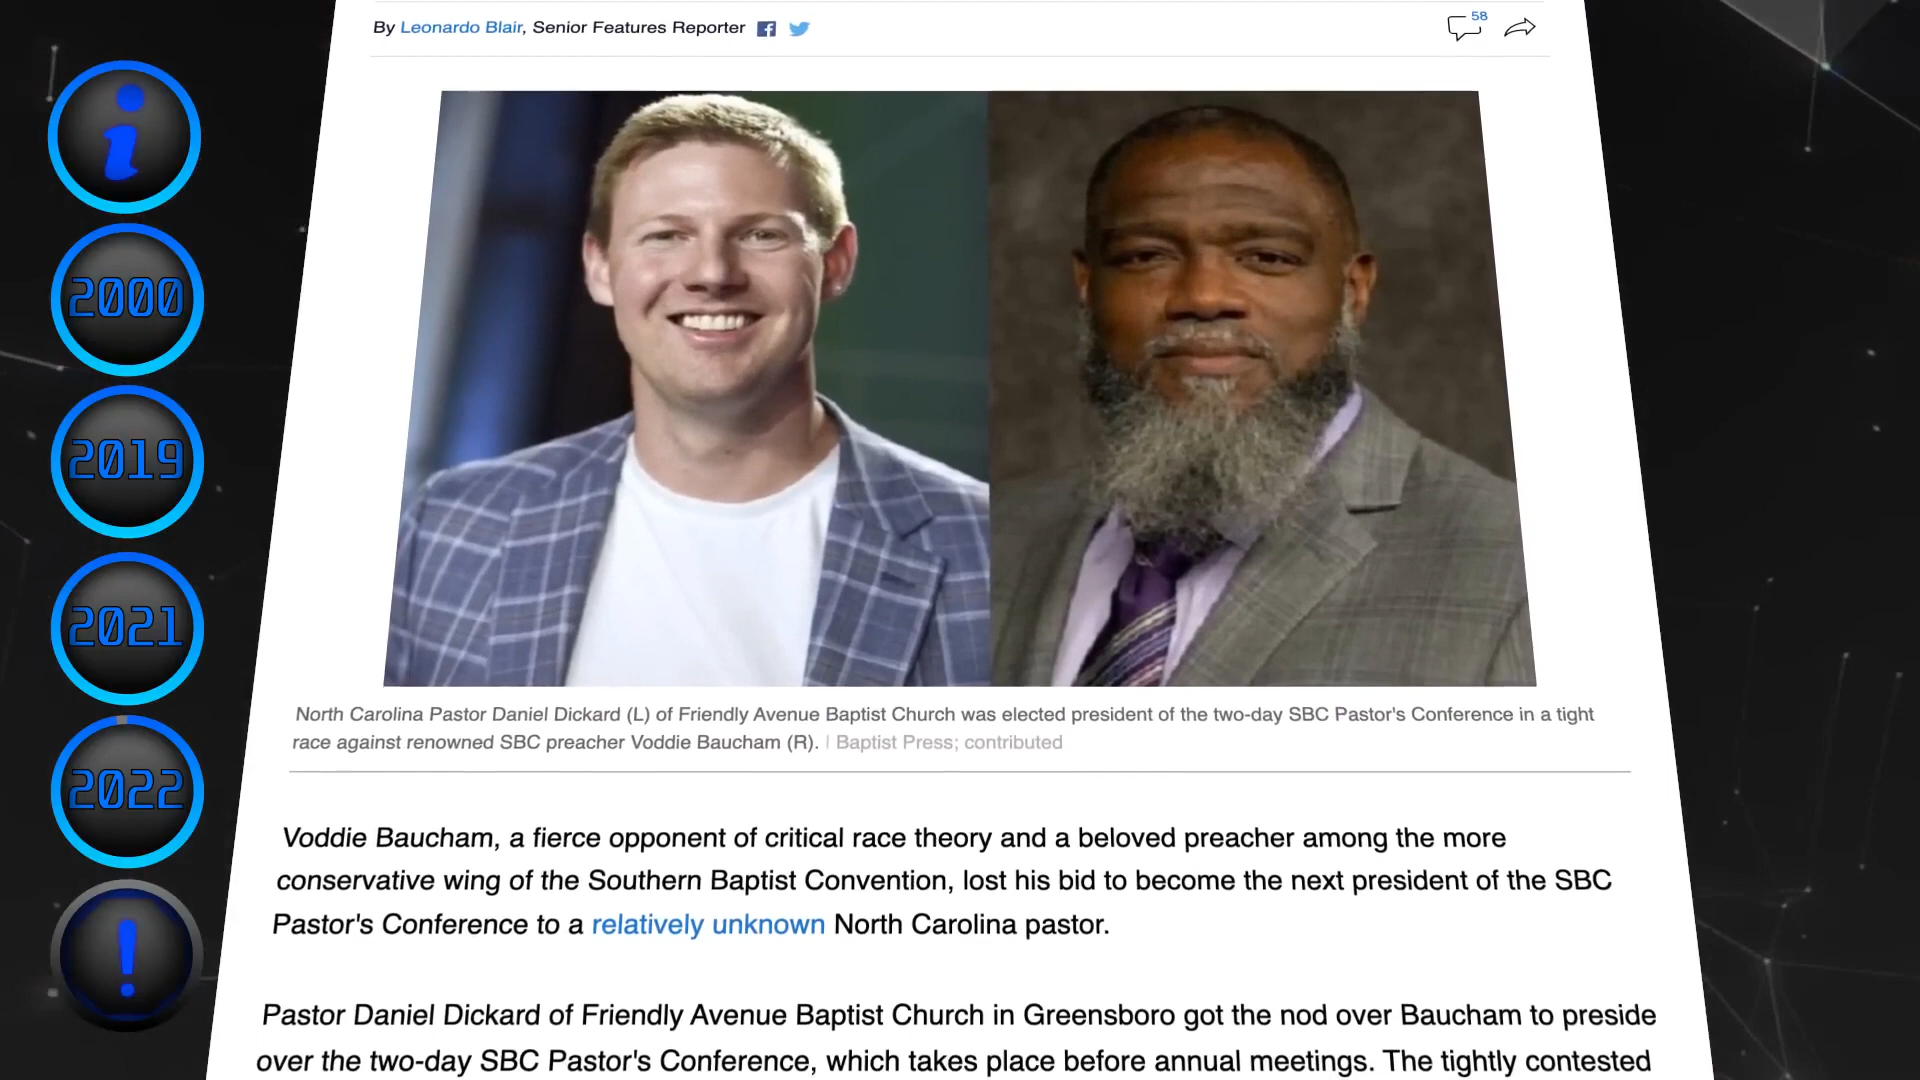 By Leonardo Blair, Senior Features Reporter
58
i
2000
2019
2021
2022
!
North Carolina Pastor Daniel Dickard (L) of Friendly Avenue Baptist Church was elected president of the two-day SBC Pastor's Conference in a tight
race against renowned SBC preacher Voddie Baucham (R). | Baptist Press; contributed
Voddie Baucham, a fierce opponent of critical race theory and a beloved preacher among the more
conservative wing of the Southern Baptist Convention, lost his bid to become the next president of the SBC
Pastor's Conference to a relatively unknown North Carolina pastor.
Pastor Daniel Dickard of Friendly Avenue Baptist Church in Greensboro got the nod over Baucham to preside
over the two-day SBC Pastor's Conference, which takes place before annual meetings. The tightly contested